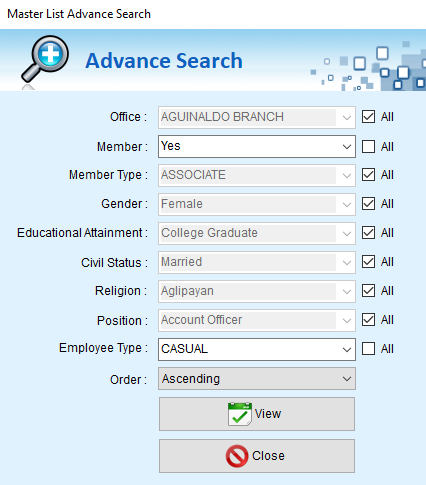 Master List Advance Search
Advance Search
Office : AGUINALDO BRANCH All
Member : Yes All
Member Type : ASSOCIATE All
Gender : Female All
Educational Attainment : College Graduate All
Civil Status : Married All
Religion : Aglipayan All
Position : Account Officer All
Employee Type : CASUAL All
Order : Ascending
View
Close